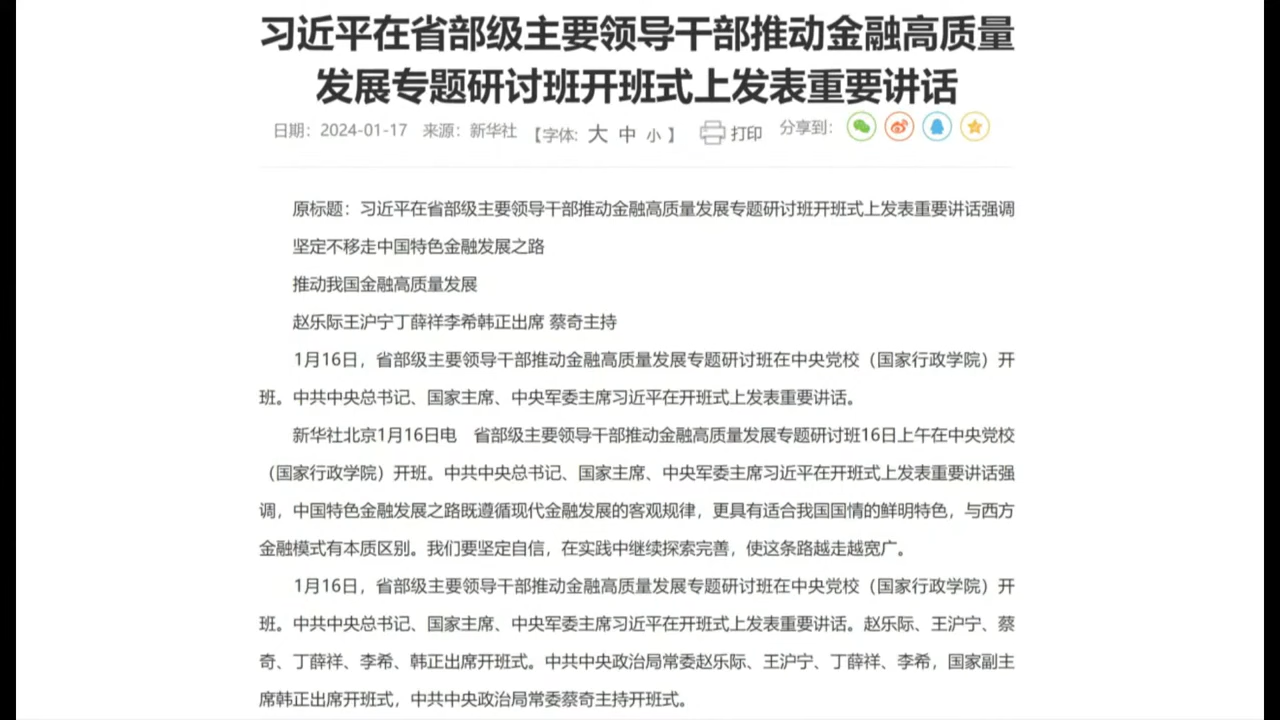 习近平在省部级主要领导干部推动金融高质量
发展专题研讨班开班式上发表重要讲话
日期：2024-01-17 来源：新华社 【字体：大 中 小】 打印 分享到：
原标题：习近平在省部级主要领导干部推动金融高质量发展专题研讨班开班式上发表重要讲话强调
坚定不移走中国特色金融发展之路
推动我国金融高质量发展
赵乐际王沪宁丁薛祥李希韩正出席 蔡奇主持
1月16日，省部级主要领导干部推动金融高质量发展专题研讨班在中央党校（国家行政学院）开
班。中共中央总书记、国家主席、中央军委主席习近平在开班式上发表重要讲话。
新华社北京1月16日电　省部级主要领导干部推动金融高质量发展专题研讨班16日上午在中央党校
（国家行政学院）开班。中共中央总书记、国家主席、中央军委主席习近平在开班式上发表重要讲话强
调，中国特色金融发展之路既遵循现代金融发展的客观规律，更具有适合我国国情的鲜明特色，与西方
金融模式有本质区别。我们要坚定自信，在实践中继续探索完善，使这条路越走越宽广。
1月16日，省部级主要领导干部推动金融高质量发展专题研讨班在中央党校（国家行政学院）开
班。中共中央总书记、国家主席、中央军委主席习近平在开班式上发表重要讲话。赵乐际、王沪宁、蔡
奇、丁薛祥、李希、韩正出席开班式。中共中央政治局常委赵乐际、王沪宁、丁薛祥、李希，国家副主
席韩正出席开班式，中共中央政治局常委蔡奇主持开班式。